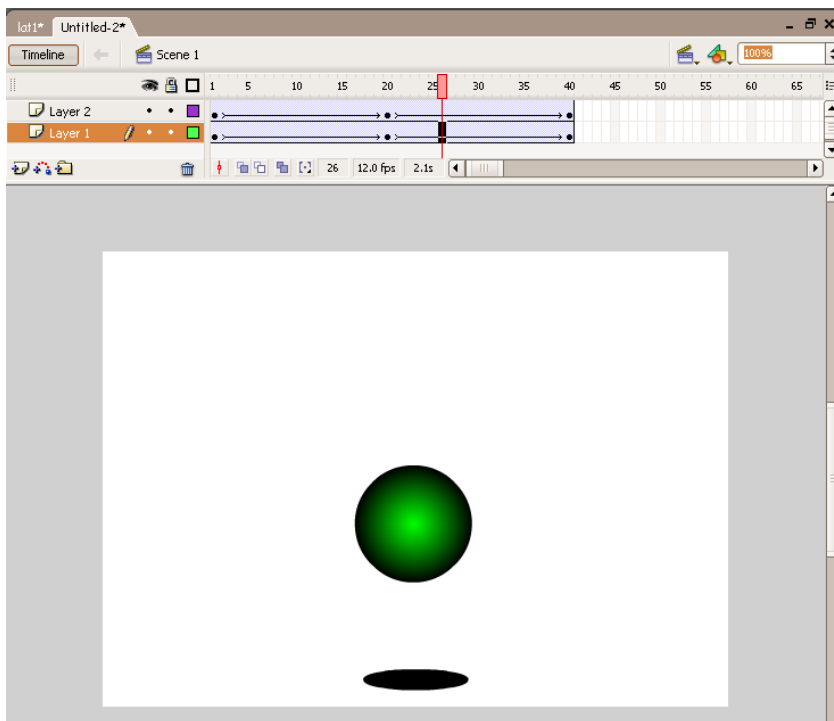 lat1* Untitled-2*
Timeline Scene 1 100%
1 5 10 15 20 25 30 35 40 45 50 55 60 65
Layer 2
Layer 1
26 12.0 fps 2.1s